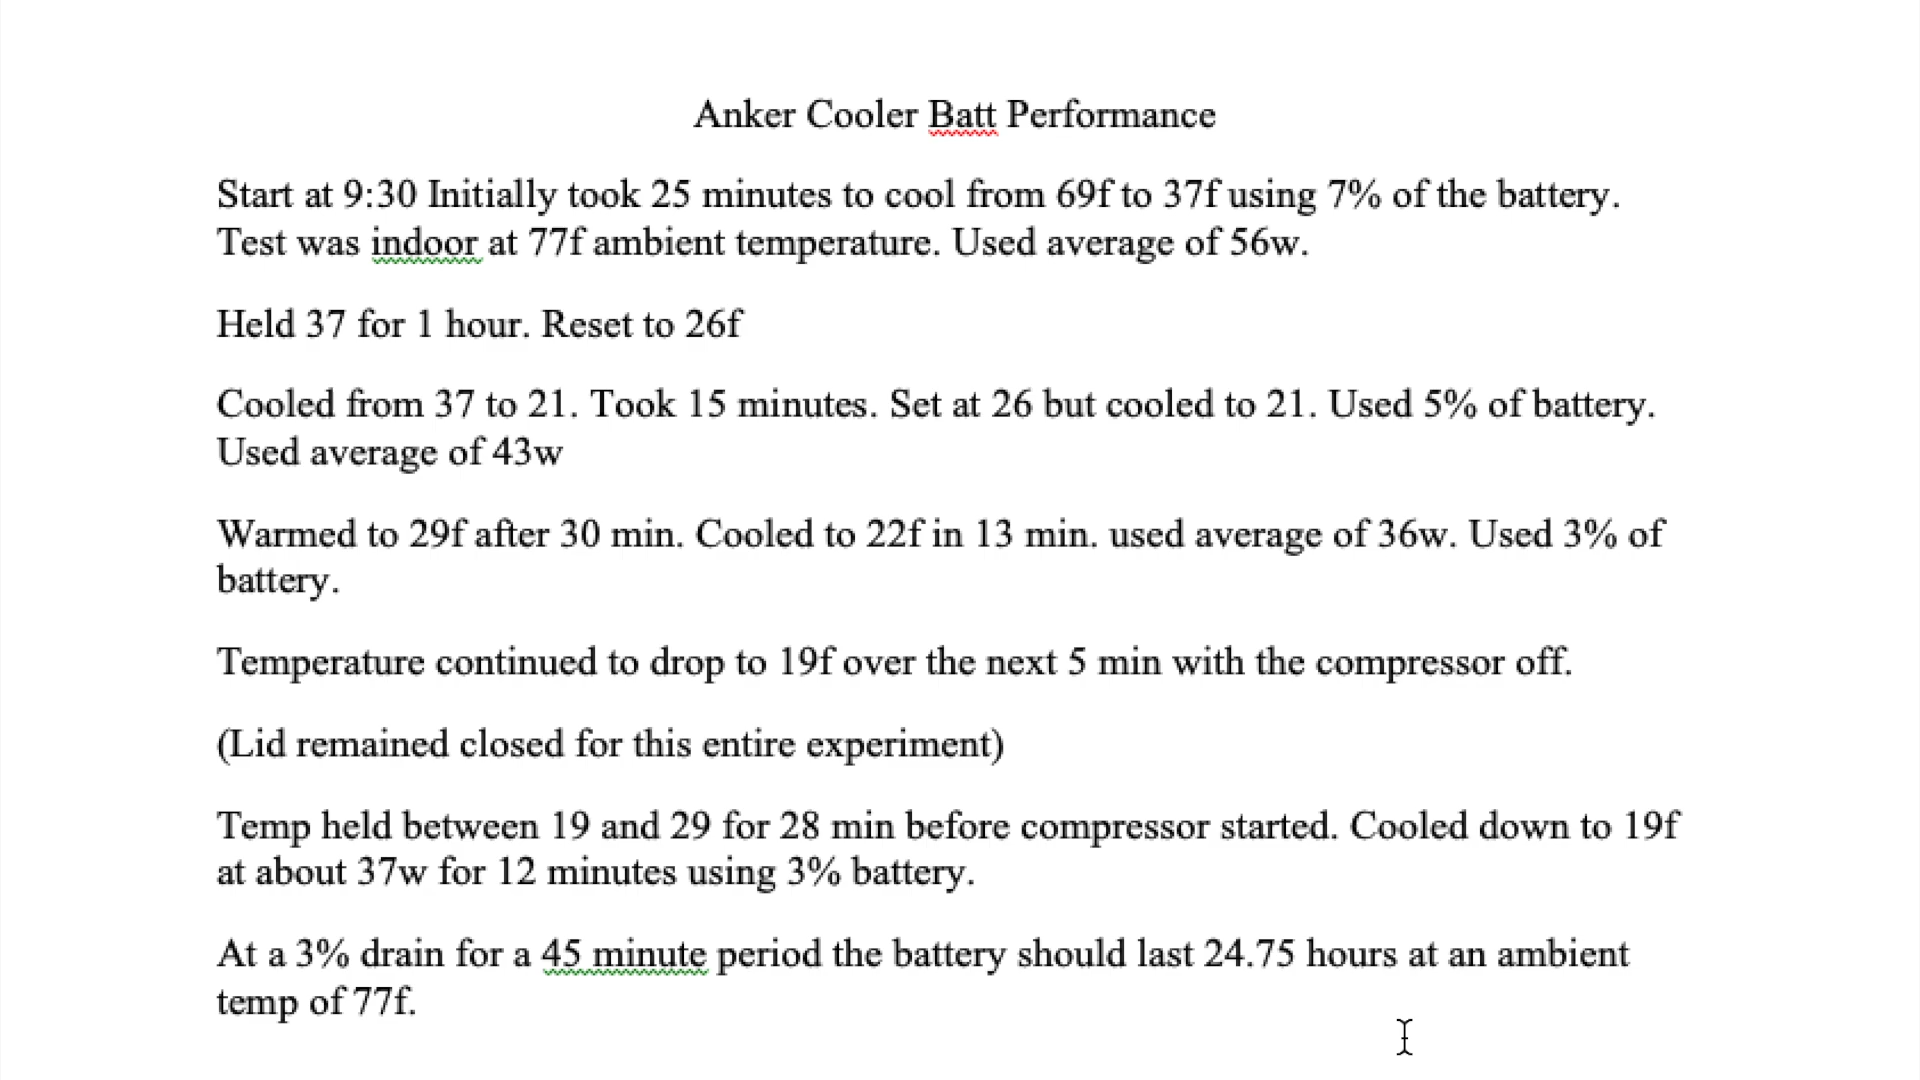 Anker Cooler Batt Performance
Start at 9:30 Initially took 25 minutes to cool from 69f to 37f using 7% of the battery.
Test was indoor at 77f ambient temperature. Used average of 56w.
Held 37 for 1 hour. Reset to 26f
Cooled from 37 to 21. Took 15 minutes. Set at 26 but cooled to 21. Used 5% of battery.
Used average of 43w
Warmed to 29f after 30 min. Cooled to 22f in 13 min. used average of 36w. Used 3% of
battery.
Temperature continued to drop to 19f over the next 5 min with the compressor off.
(Lid remained closed for this entire experiment)
Temp held between 19 and 29 for 28 min before compressor started. Cooled down to 19f
at about 37w for 12 minutes using 3% battery.
At a 3% drain for a 45 minute period the battery should last 24.75 hours at an ambient
temp of 77f.